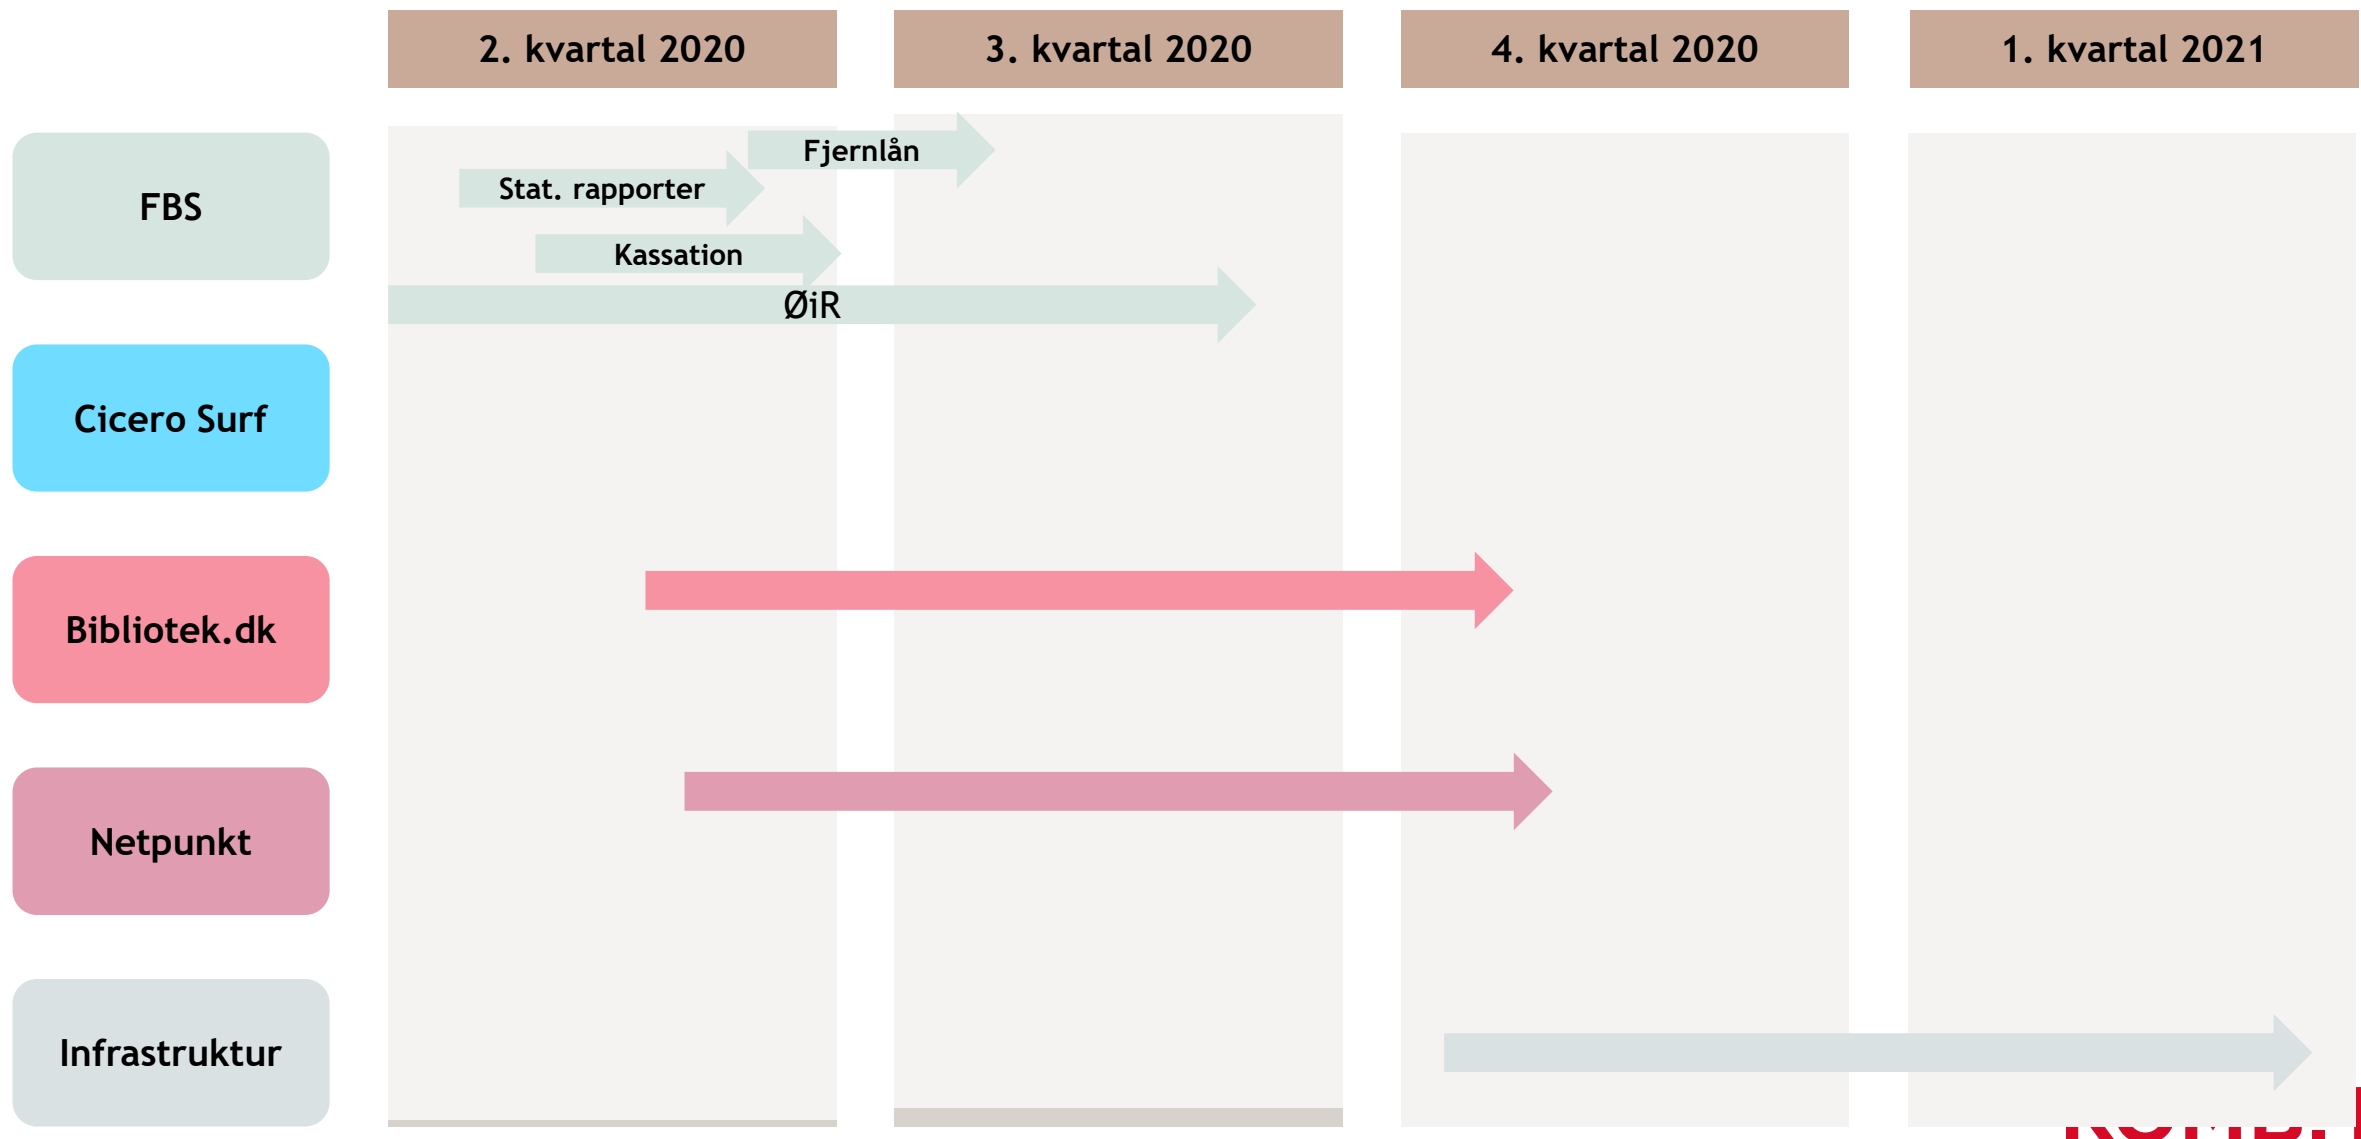 2. kvartal 2020
3. kvartal 2020
4. kvartal 2020
1. kvartal 2021
FBS
Fjernlån
Stat. rapporter
Kassation
ØiR
Cicero Surf
Bibliotek.dk
Netpunkt
Infrastruktur